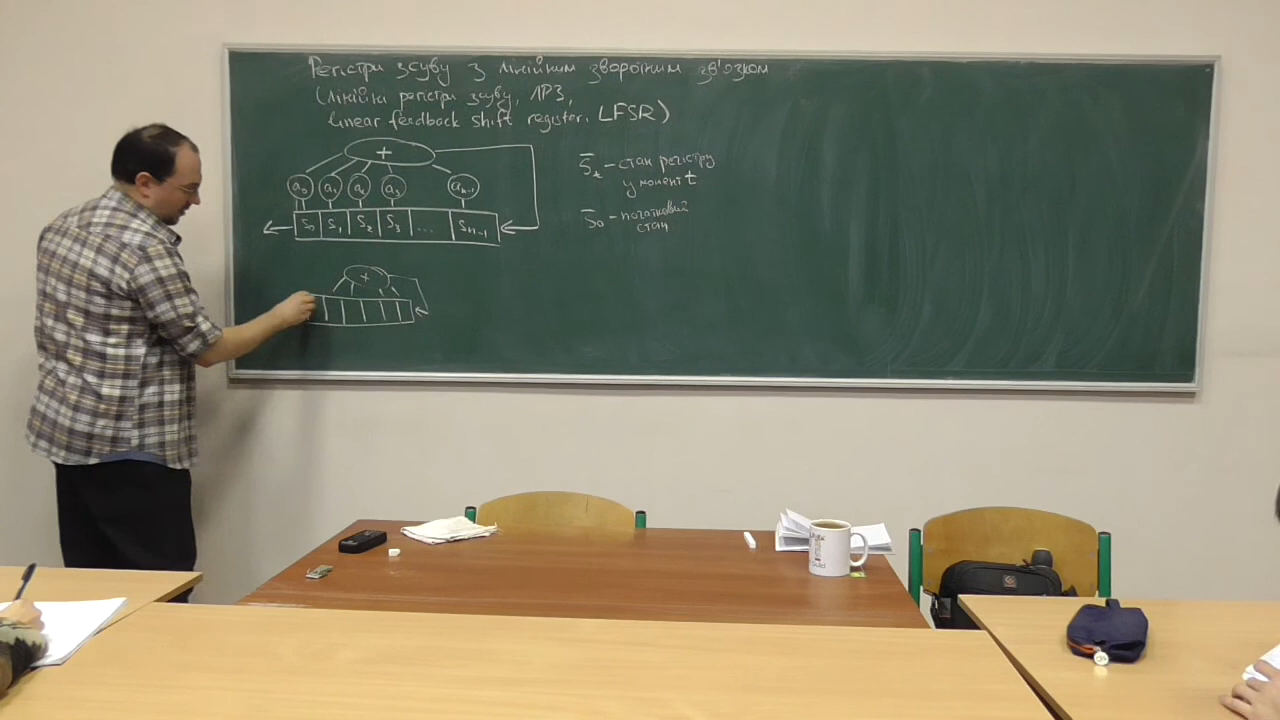 Регістри зсуву з лінійним зворотним зв'язком
(лінійні регістри зсуву, ЛРЗ,
linear feedback shift register, LFSR)
+
a₀ a₁ a₂ a₃ aₙ₋₁
S₀ S₁ S₂ S₃ ... Sₙ₋₁
S̄ₜ – стан регістру
у момент t
S̄₀ – початковий
стан
+